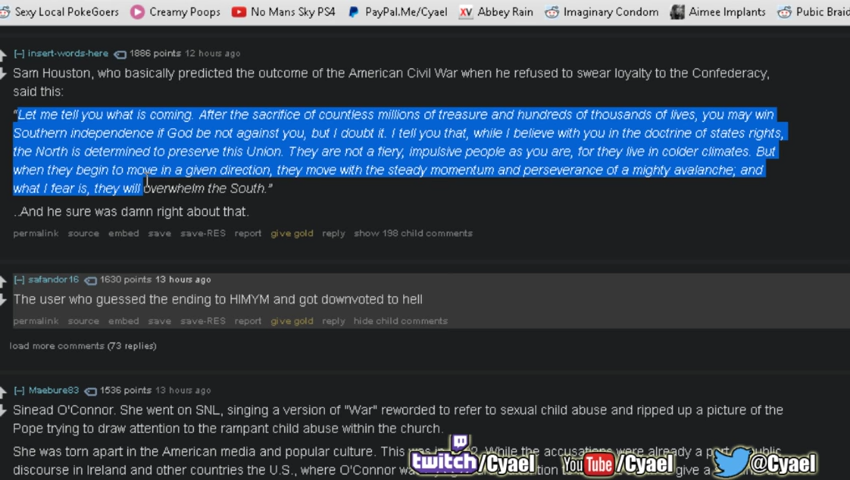 Sexy Local PokeGoers Creamy Poops No Mans Sky PS4 PayPal.Me/Cyael Abbey Rain Imaginary Condom Aimee Implants Pubic Braid
[-] insert-words-here 1886 points 12 hours ago
Sam Houston, who basically predicted the outcome of the American Civil War when he refused to swear loyalty to the Confederacy,
said this:
"Let me tell you what is coming. After the sacrifice of countless millions of treasure and hundreds of thousands of lives, you may win
Southern independence if God be not against you, but I doubt it. I tell you that, while I believe with you in the doctrine of states rights,
the North is determined to preserve this Union. They are not a fiery, impulsive people as you are, for they live in colder climates. But
when they begin to move in a given direction, they move with the steady momentum and perseverance of a mighty avalanche; and
what I fear is, they will overwhelm the South."
..And he sure was damn right about that.
permalink source embed save save-RES report give gold reply show 198 child comments
[-] safandor16 1630 points 13 hours ago
The user who guessed the ending to HIMYM and got downvoted to hell
permalink source embed save save-RES report give gold reply hide child comments
load more comments (73 replies)
[-] Maebure83 1536 points 13 hours ago
Sinead O'Connor. She went on SNL, singing a version of "War" reworded to refer to sexual child abuse and ripped up a picture of the
Pope trying to draw attention to the rampant child abuse within the church.
She was torn apart in the American media and popular culture. This was While the accusations were already a public
discourse in Ireland and other countries the U.S., where O'Connor give a
twitch/Cyael YouTube/Cyael @Cyael